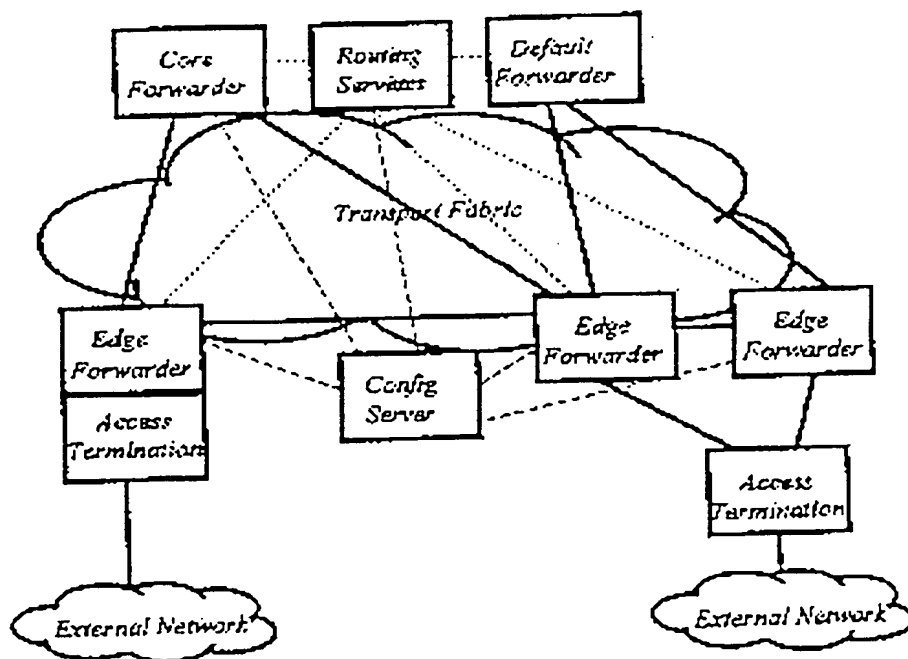 Core
Forwarder
Routing
Services
Default
Forwarder
Transport Fabric
Edge
Forwarder
Access
Termination
Config
Server
Edge
Forwarder
Edge
Forwarder
Access
Termination
External Network
External Network